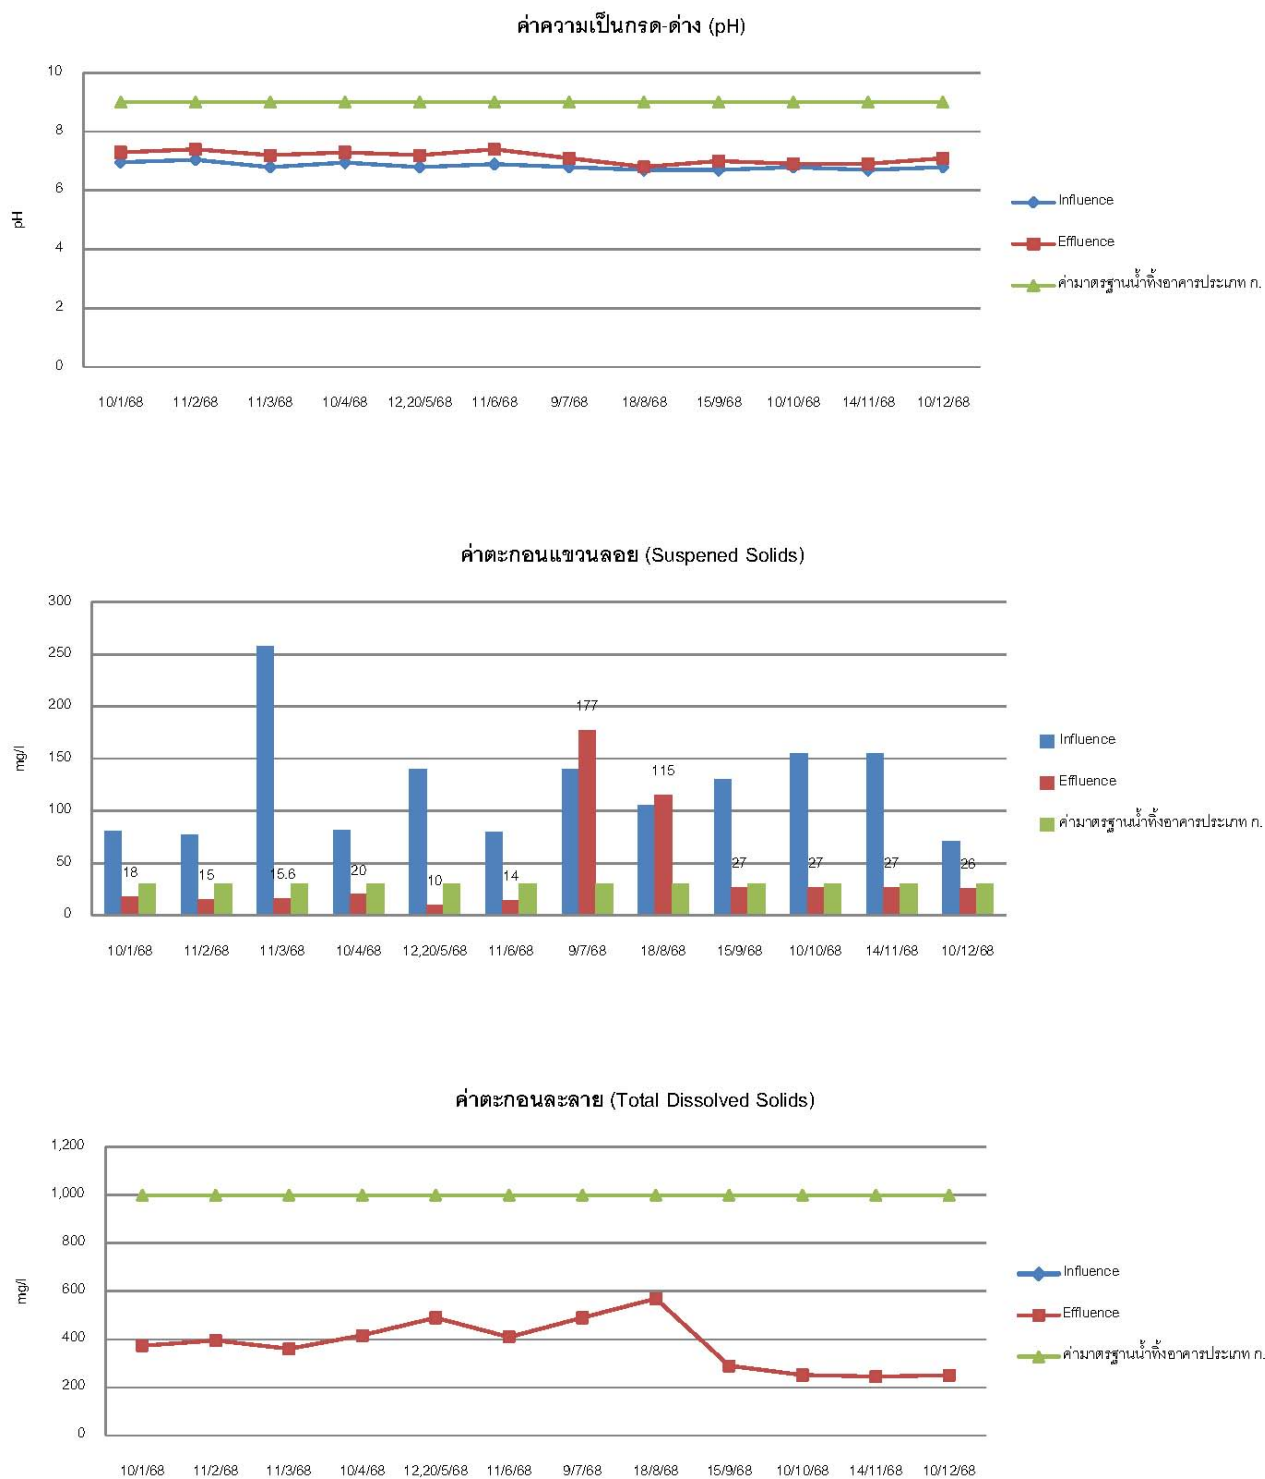 ค่าความเป็นกรด-ด่าง (pH)
10
8
6
4
2
0
pH
10/1/68 11/2/68 11/3/68 10/4/68 12,20/5/68 11/6/68 9/7/68 18/8/68 15/9/68 10/10/68 14/11/68 10/12/68
Influence
Effluence
ค่ามาตรฐานน้ำทิ้งอาคารประเภท ก.
ค่าตะกอนแขวนลอย (Suspened Solids)
300
250
200
150
100
50
0
mg/l
18 15 15.6 20 10 14 177 115 27 27 27 26
10/1/68 11/2/68 11/3/68 10/4/68 12,20/5/68 11/6/68 9/7/68 18/8/68 15/9/68 10/10/68 14/11/68 10/12/68
Influence
Effluence
ค่ามาตรฐานน้ำทิ้งอาคารประเภท ก.
ค่าตะกอนละลาย (Total Dissolved Solids)
1,200
1,000
800
600
400
200
0
mg/l
10/1/68 11/2/68 11/3/68 10/4/68 12,20/5/68 11/6/68 9/7/68 18/8/68 15/9/68 10/10/68 14/11/68 10/12/68
Influence
Effluence
ค่ามาตรฐานน้ำทิ้งอาคารประเภท ก.